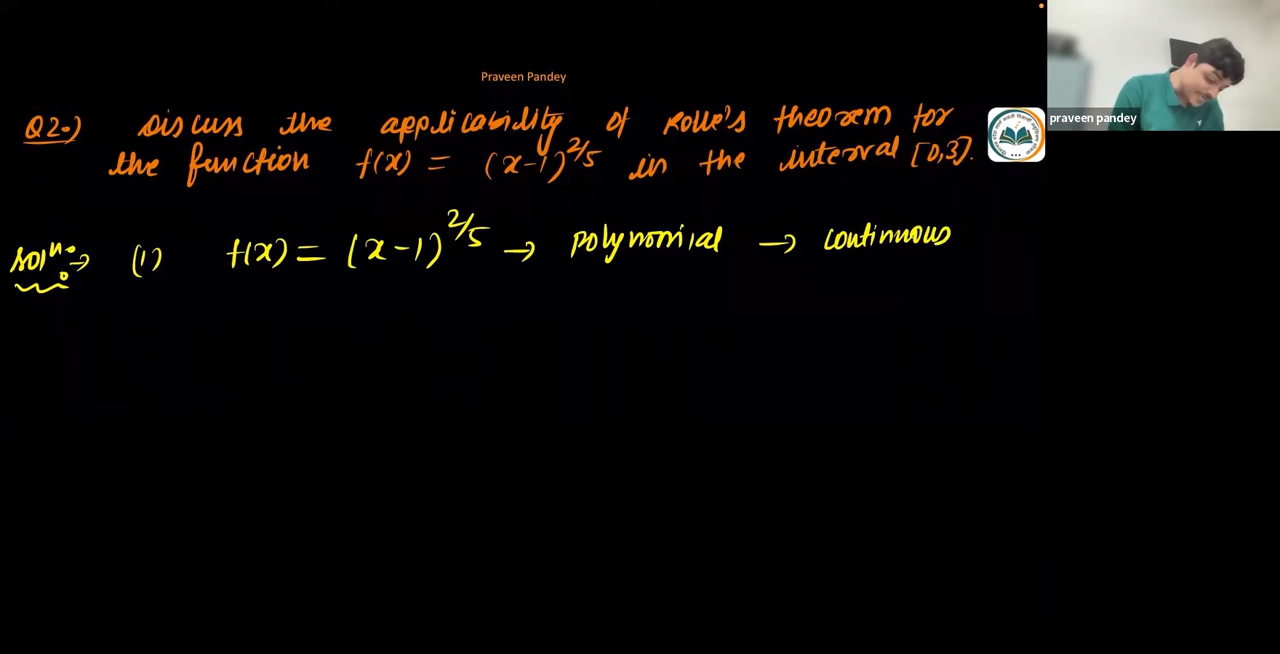 Praveen Pandey
praveen pandey
Q2.) Discuss the applicability of Rolle's theorem for
the function f(x) = (x-1)^2/5 in the interval [0,3].
Soln:→ (1) f(x) = (x-1)^2/5 → polynomial → continuous